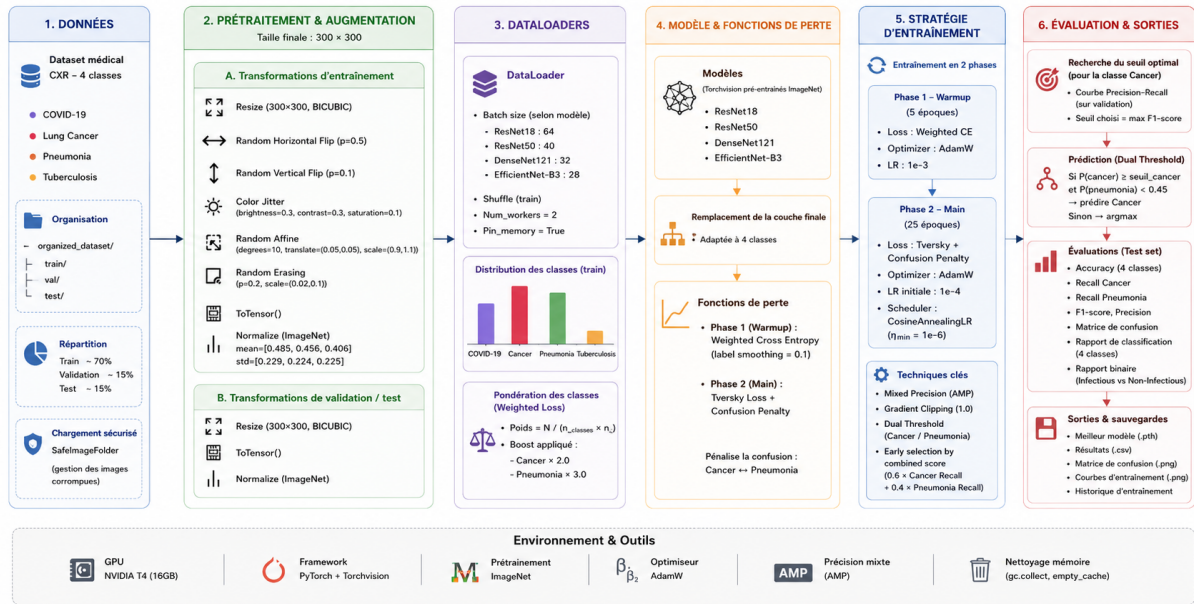 1. DONNÉES
Dataset médical
CXR – 4 classes
COVID-19
Lung Cancer
Pneumonia
Tuberculosis
Organisation
organized_dataset/
train/
val/
test/
Répartition
Train ~ 70%
Validation ~ 15%
Test ~ 15%
Chargement sécurisé
SafeImageFolder
(gestion des images
corrompues)
2. PRÉTRAITEMENT & AUGMENTATION
Taille finale : 300 × 300
A. Transformations d'entraînement
Resize (300×300, BICUBIC)
Random Horizontal Flip (p=0.5)
Random Vertical Flip (p=0.1)
Color Jitter
(brightness=0.3, contrast=0.3, saturation=0.1)
Random Affine
(degrees=10, translate=(0.05,0.05), scale=(0.9,1.1))
Random Erasing
(p=0.2, scale=(0.02,0.1))
ToTensor()
Normalize (ImageNet)
mean=[0.485, 0.456, 0.406]
std=[0.229, 0.224, 0.225]
B. Transformations de validation / test
Resize (300×300, BICUBIC)
ToTensor()
Normalize (ImageNet)
3. DATALOADERS
DataLoader
• Batch size (selon modèle)
- ResNet18 : 64
- ResNet50 : 40
- DenseNet121 : 32
- EfficientNet-B3 : 28
• Shuffle (train)
• Num_workers = 2
• Pin_memory = True
Distribution des classes (train)
COVID-19 Cancer Pneumonia Tuberculosis
Pondération des classes
(Weighted Loss)
• Poids = N / (n_classes × n_c)
• Boost appliqué :
– Cancer × 2.0
– Pneumonia × 3.0
4. MODÈLE & FONCTIONS DE PERTE
Modèles
(Torchvision pré-entraînés ImageNet)
• ResNet18
• ResNet50
• DenseNet121
• EfficientNet-B3
Remplacement de la couche finale
• Adaptée à 4 classes
Fonctions de perte
• Phase 1 (Warmup) :
Weighted Cross Entropy
(label smoothing = 0.1)
• Phase 2 (Main) :
Tversky Loss +
Confusion Penalty
Pénalise la confusion :
Cancer ↔ Pneumonia
5. STRATÉGIE
D'ENTRAÎNEMENT
Entraînement en 2 phases
Phase 1 – Warmup
(5 époques)
• Loss : Weighted CE
• Optimizer : AdamW
• LR : 1e-3
Phase 2 – Main
(25 époques)
• Loss : Tversky +
Confusion Penalty
• Optimizer : AdamW
• LR initiale : 1e-4
• Scheduler :
CosineAnnealingLR
(ηmin = 1e-6)
Techniques clés
• Mixed Precision (AMP)
• Gradient Clipping (1.0)
• Dual Threshold
(Cancer / Pneumonia)
• Early selection by
combined score
(0.6 × Cancer Recall
+ 0.4 × Pneumonia Recall)
6. ÉVALUATION & SORTIES
Recherche du seuil optimal
(pour la classe Cancer)
• Courbe Precision-Recall
(sur validation)
• Seuil choisi = max F1-score
Prédiction (Dual Threshold)
Si P(cancer) ≥ seuil_cancer
et P(pneumonia) < 0.45
→ prédire Cancer
Sinon → argmax
Évaluations (Test set)
• Accuracy (4 classes)
• Recall Cancer
• Recall Pneumonia
• F1-score, Precision
• Matrice de confusion
• Rapport de classification
(4 classes)
• Rapport binaire
(Infectious vs Non-Infectious)
Sorties & sauvegardes
• Meilleur modèle (.pth)
• Résultats (.csv)
• Matrice de confusion (.png)
• Courbes d'entraînement (.png)
• Historique d'entraînement
Environnement & Outils
GPU
NVIDIA T4 (16GB)
Framework
PyTorch + Torchvision
Prétrainement
ImageNet
Optimiseur
AdamW
AMP
Précision mixte
(AMP)
Nettoyage mémoire
(gc.collect, empty_cache)